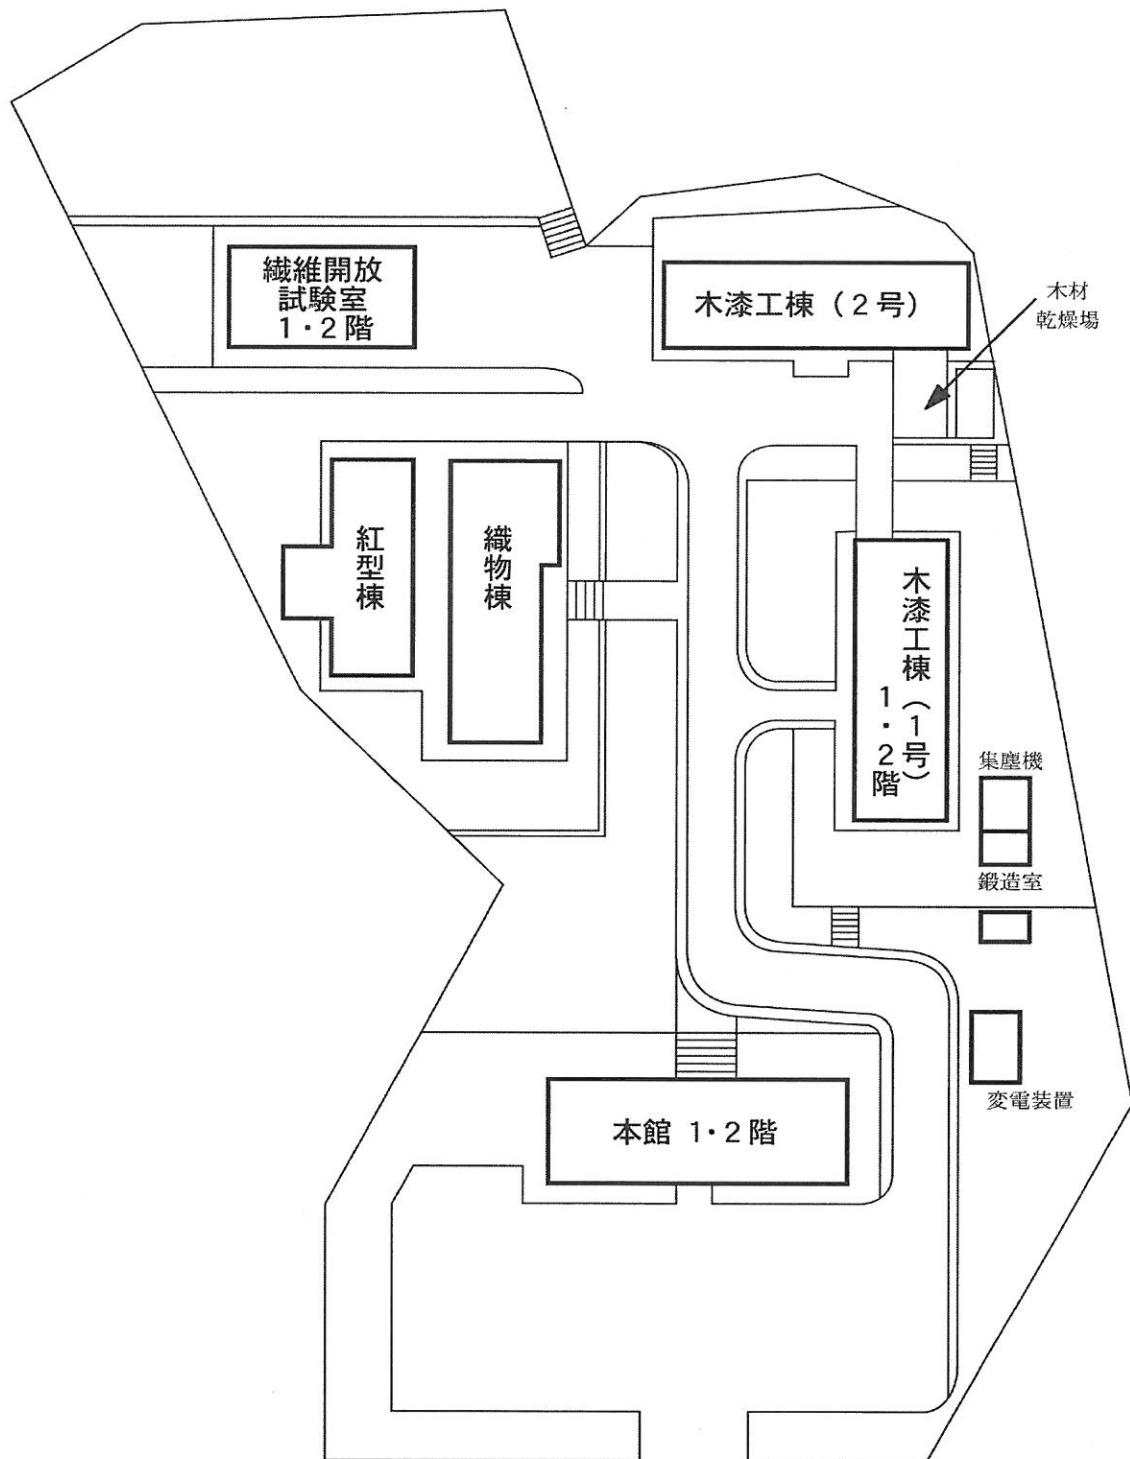 繊維開放
試験室
1・2階
木漆工棟（2号）
木材
乾燥場
紅型棟
織物棟
木漆工棟（1号）
1・2階
集塵機
鍛造室
変電装置
本館 1・2階